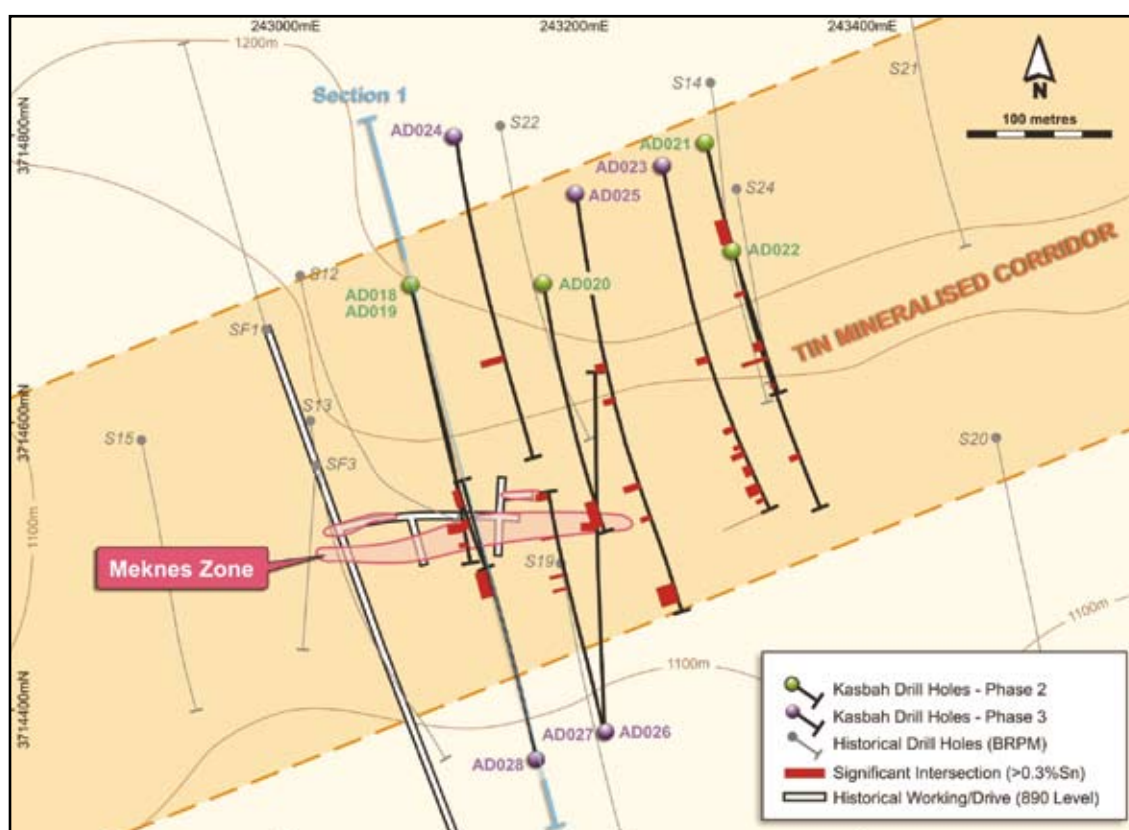 243000mE
243200mE
243400mE
1200m
S21
S14
N
100 metres
Section 1
3714800mN
AD024
S22
AD021
AD023
AD025
S24
AD022
S12
AD018
AD019
AD020
TIN MINERALISED CORRIDOR
SF1
3714600mN
S13
S15
SF3
S20
1100m
S19
Meknes Zone
1100m
1100m
3714400mN
AD027
AD026
AD028
Kasbah Drill Holes - Phase 2
Kasbah Drill Holes - Phase 3
Historical Drill Holes (BRPM)
Significant Intersection (>0.3%Sn)
Historical Working/Drive (890 Level)